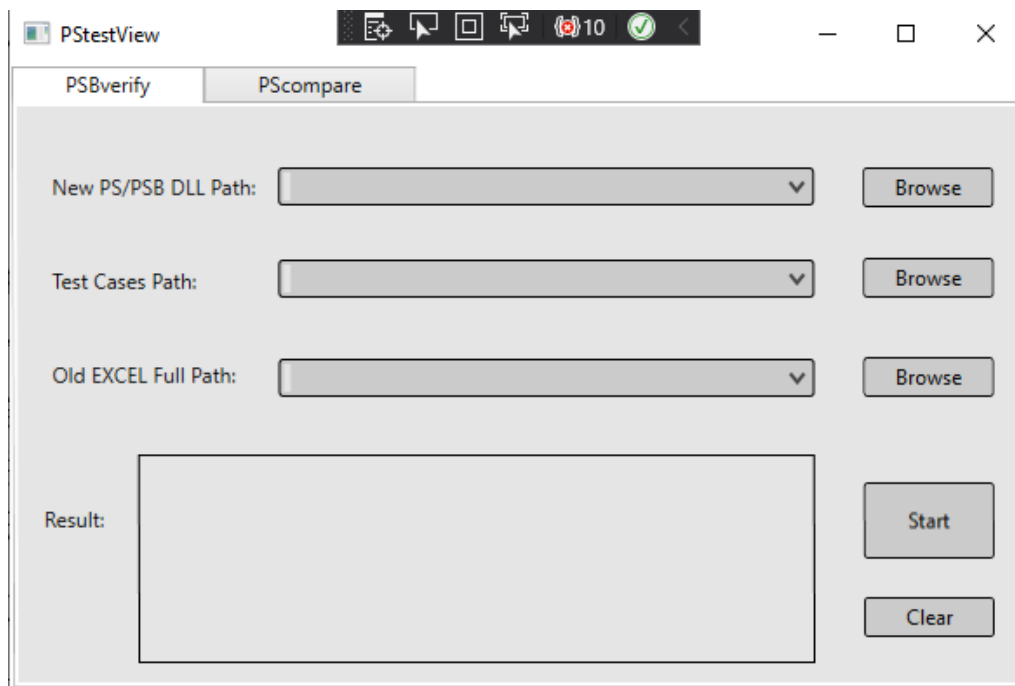 PStestView
10
PSBverify PScompare
New PS/PSB DLL Path: Browse
Test Cases Path: Browse
Old EXCEL Full Path: Browse
Result: Start
Clear